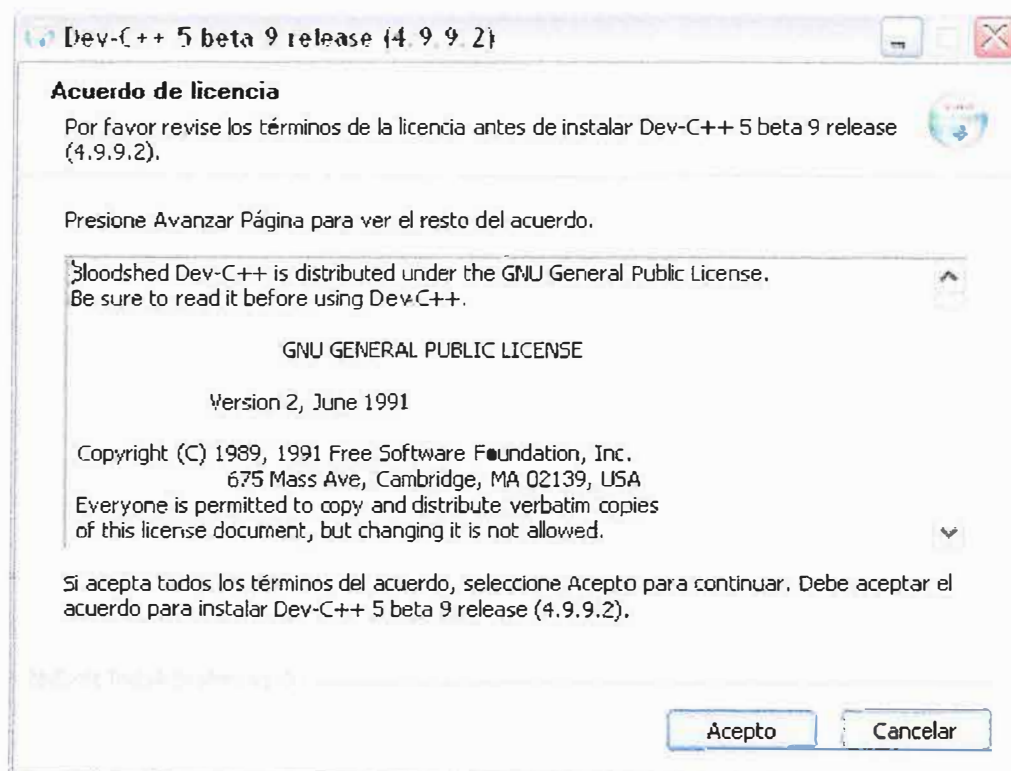 Dev-C++ 5 beta 9 release (4.9.9.2)
Acuerdo de licencia
Por favor revise los términos de la licencia antes de instalar Dev-C++ 5 beta 9 release
(4.9.9.2).
Presione Avanzar Página para ver el resto del acuerdo.
Bloodshed Dev-C++ is distributed under the GNU General Public License.
Be sure to read it before using Dev-C++.
GNU GENERAL PUBLIC LICENSE
Version 2, June 1991
Copyright (C) 1989, 1991 Free Software Foundation, Inc.
675 Mass Ave, Cambridge, MA 02139, USA
Everyone is permitted to copy and distribute verbatim copies
of this license document, but changing it is not allowed.
Si acepta todos los términos del acuerdo, seleccione Acepto para continuar. Debe aceptar el
acuerdo para instalar Dev-C++ 5 beta 9 release (4.9.9.2).
Acepto
Cancelar